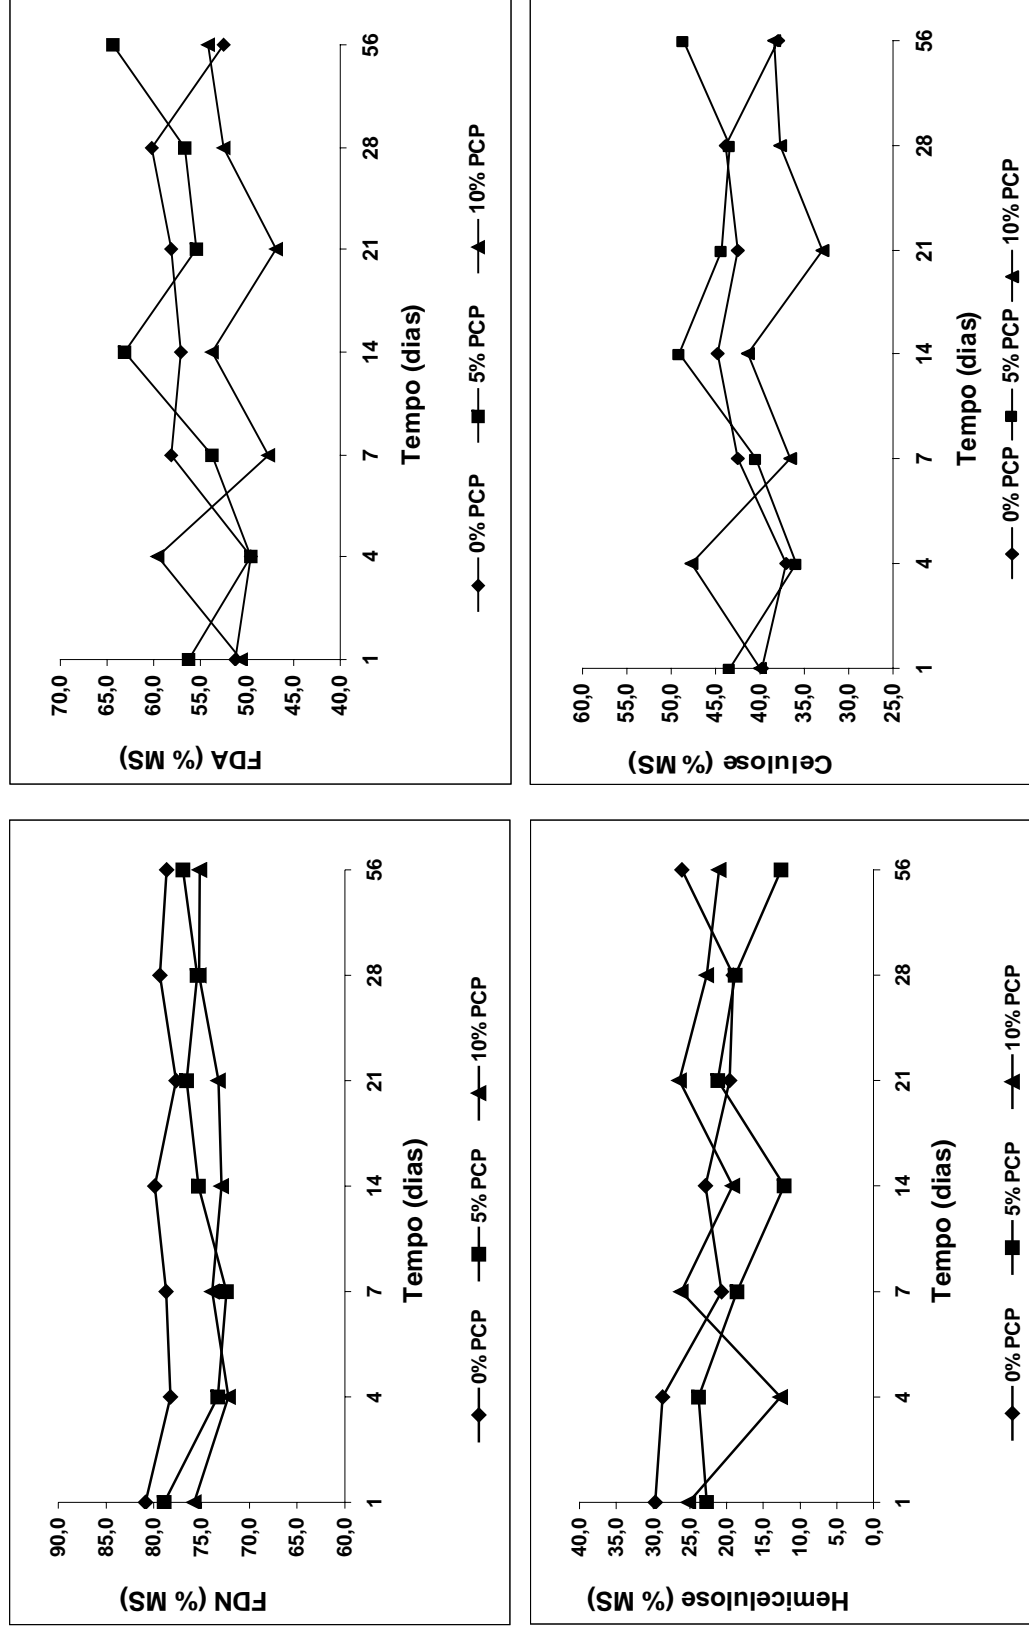 FDN (% MS)
90,0
85,0
80,0
75,0
70,0
65,0
60,0
1 4 7 14 21 28 56
Tempo (dias)
0% PCP 5% PCP 10% PCP
FDA (% MS)
70,0
65,0
60,0
55,0
50,0
45,0
40,0
1 4 7 14 21 28 56
Tempo (dias)
0% PCP 5% PCP 10% PCP
Hemicelulose (% MS)
40,0
35,0
30,0
25,0
20,0
15,0
10,0
5,0
0,0
1 4 7 14 21 28 56
Tempo (dias)
0% PCP 5% PCP 10% PCP
Celulose (% MS)
60,0
55,0
50,0
45,0
40,0
35,0
30,0
25,0
1 4 7 14 21 28 56
Tempo (dias)
0% PCP 5% PCP 10% PCP